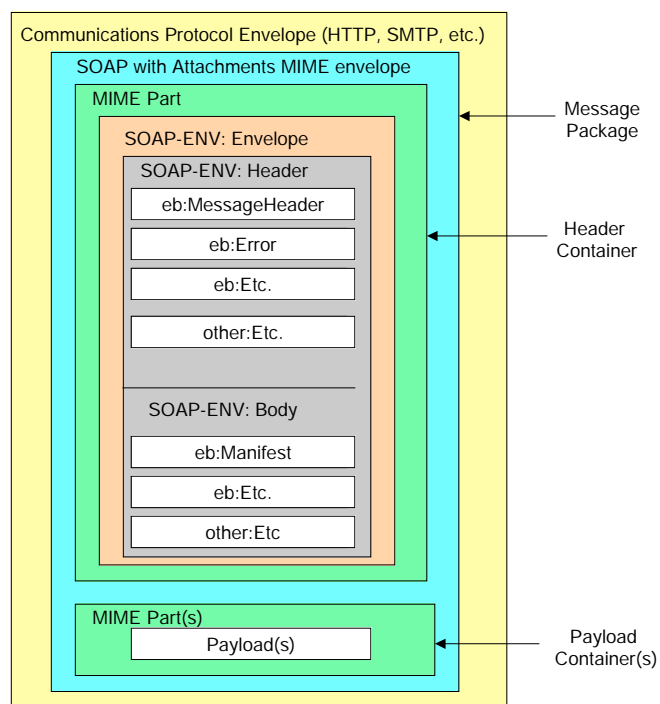 Communications Protocol Envelope (HTTP, SMTP, etc.)
SOAP with Attachments MIME envelope
MIME Part
SOAP-ENV: Envelope
SOAP-ENV: Header
eb:MessageHeader
eb:Error
eb:Etc.
other:Etc.
SOAP-ENV: Body
eb:Manifest
eb:Etc.
other:Etc
MIME Part(s)
Payload(s)
Message
Package
Header
Container
Payload
Container(s)